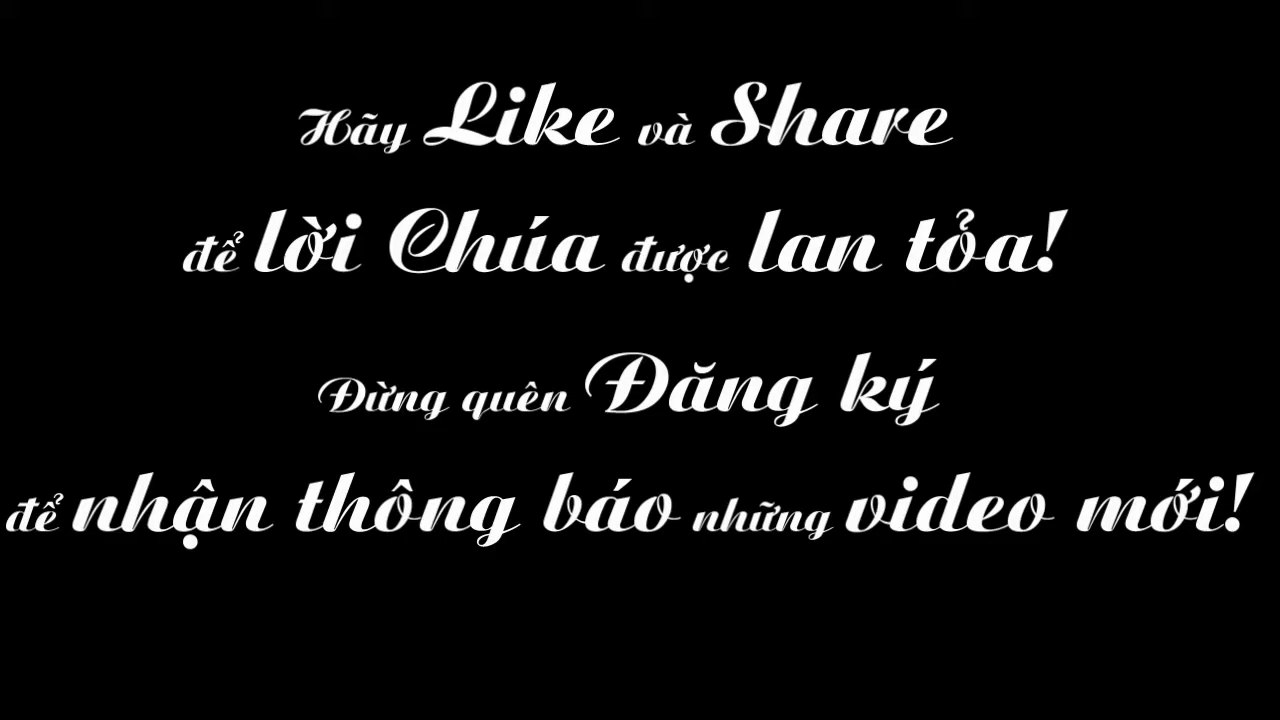 Hãy Like và Share
để lời Chúa được lan tỏa!
Đừng quên Đăng ký
để nhận thông báo những video mới!